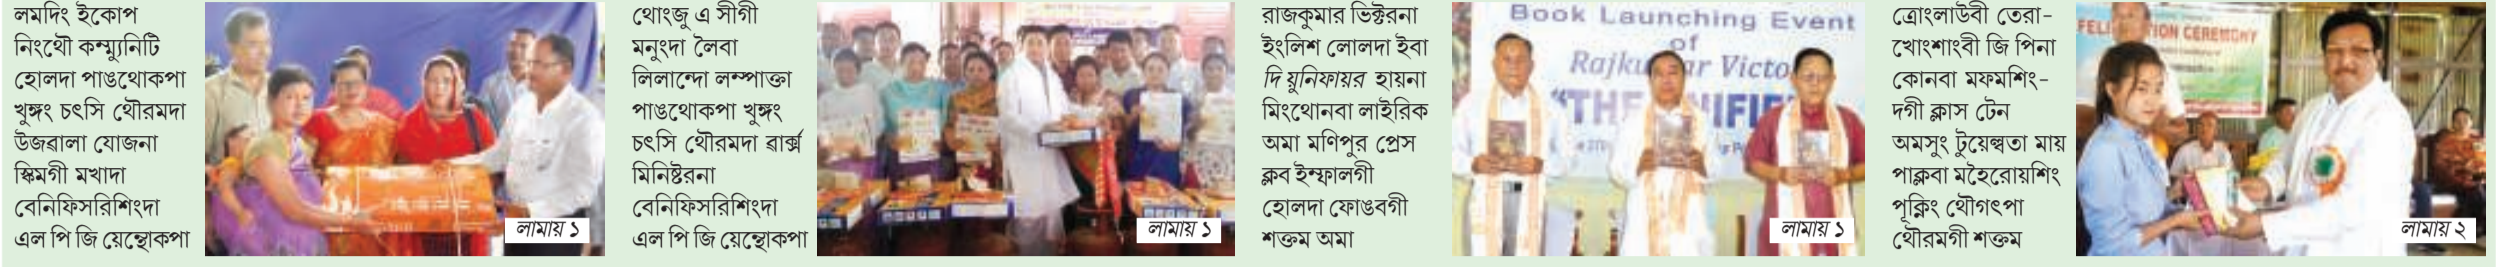 লমদিং ইকোপ
নিংথৌ কম্ম্যুনিটি
হোলদা পাঙথোকপা
খুঙ্গং চৎসি থৌরমদা
উজৱালা যোজনা
স্কিমগী মখাদা
বেনিফিসরিশিংদা
এল পি জি য়েন্থোকপা
লামায় ১
থোংজু এ সীগী
মনুংদা লৈবা
লিলান্দো লম্পাক্তা
পাঙথোকপা খুঙ্গং
চৎসি থৌরমদা ৱার্ক্স
মিনিষ্টরনা
বেনিফিসরিশিংদা
এল পি জি য়েন্থোকপা
লামায় ১
রাজকুমার ভিক্টরনা
ইংলিশ লোলদা ইবা
দি য়ুনিফায়র হায়না
মিংথোনবা লাইরিক
অমা মণিপুর প্রেস
ক্লব ইম্ফালগী
হোলদা ফোঙবগী
শক্তম অমা
Book Launching Event
of
Rajkumar Victo
"THE UNIFIE
লামায় ১
ত্রোংলাউবী তেরা-
খোংশাংবী জি পিনা
কোনবা মফমশিং-
দগী ক্লাস টেন
অমসুং টুয়েল্বতা মায়
পাক্লবা মহৈরোয়শিং
পূক্নিং থৌগৎপা
থৌরমগী শক্তম
FELICITATION CEREMONY
লামায় ২